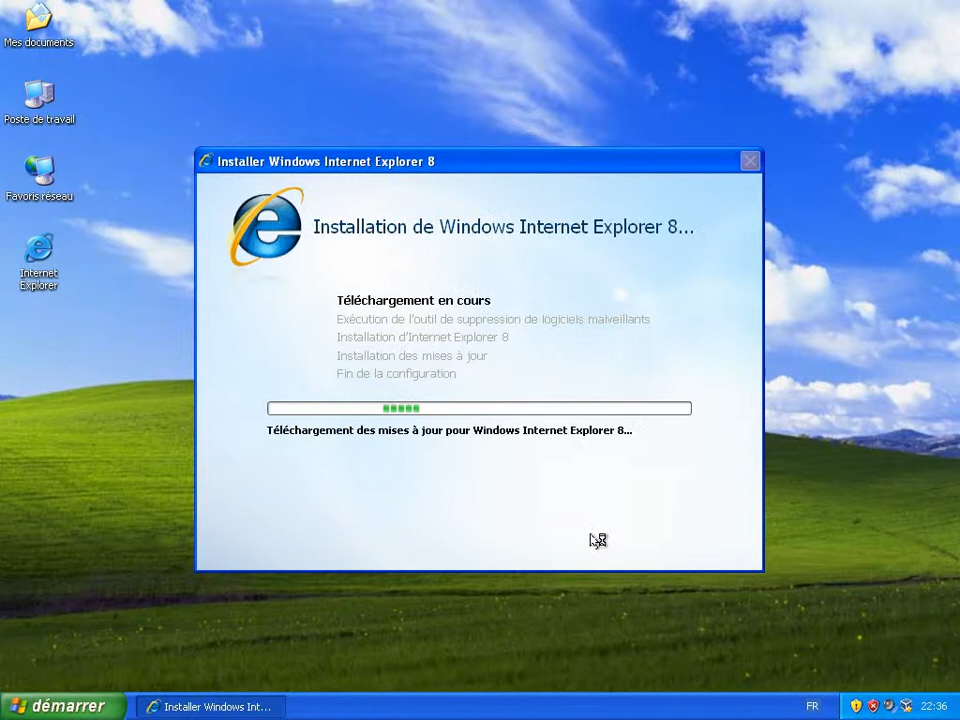 Mes documents
Poste de travail
Favoris réseau
Internet
Explorer
Installer Windows Internet Explorer 8
Installation de Windows Internet Explorer 8...
Téléchargement en cours
Exécution de l'outil de suppression de logiciels malveillants
Installation d'Internet Explorer 8
Installation des mises à jour
Fin de la configuration
Téléchargement des mises à jour pour Windows Internet Explorer 8...
démarrer
Installer Windows Int...
FR
22:36